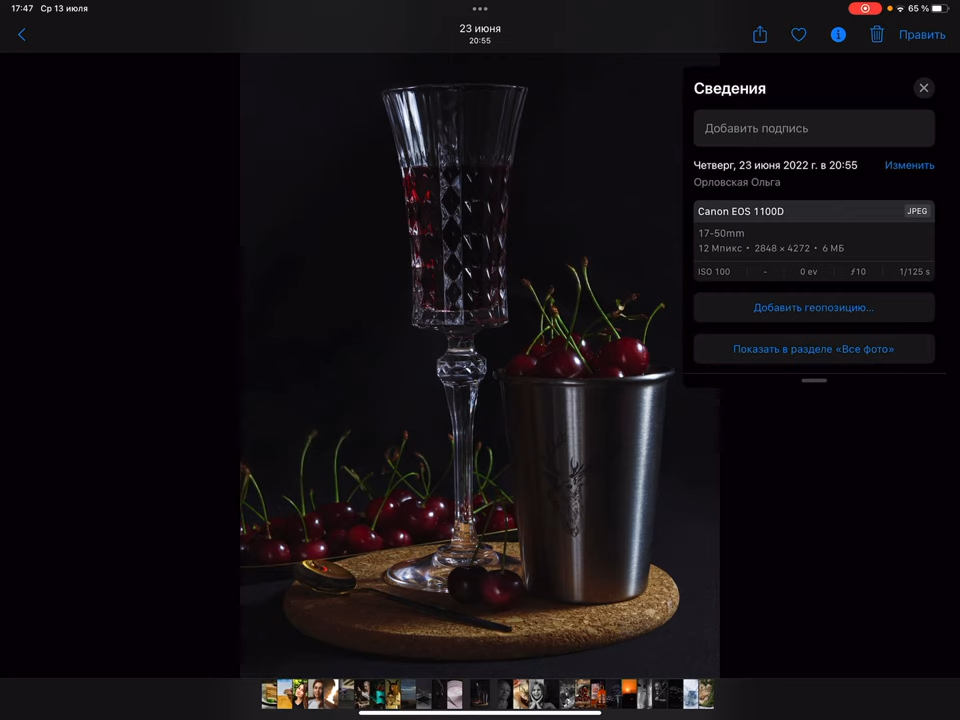 17:47 Ср 13 июля
65 %
23 июня
20:55
Править
Сведения
Добавить подпись
Четверг, 23 июня 2022 г. в 20:55 Изменить
Орловская Ольга
Canon EOS 1100D JPEG
17-50mm
12 Мпикс • 2848 × 4272 • 6 МБ
ISO 100 - 0 ev ƒ10 1/125 s
Добавить геопозицию...
Показать в разделе «Все фото»